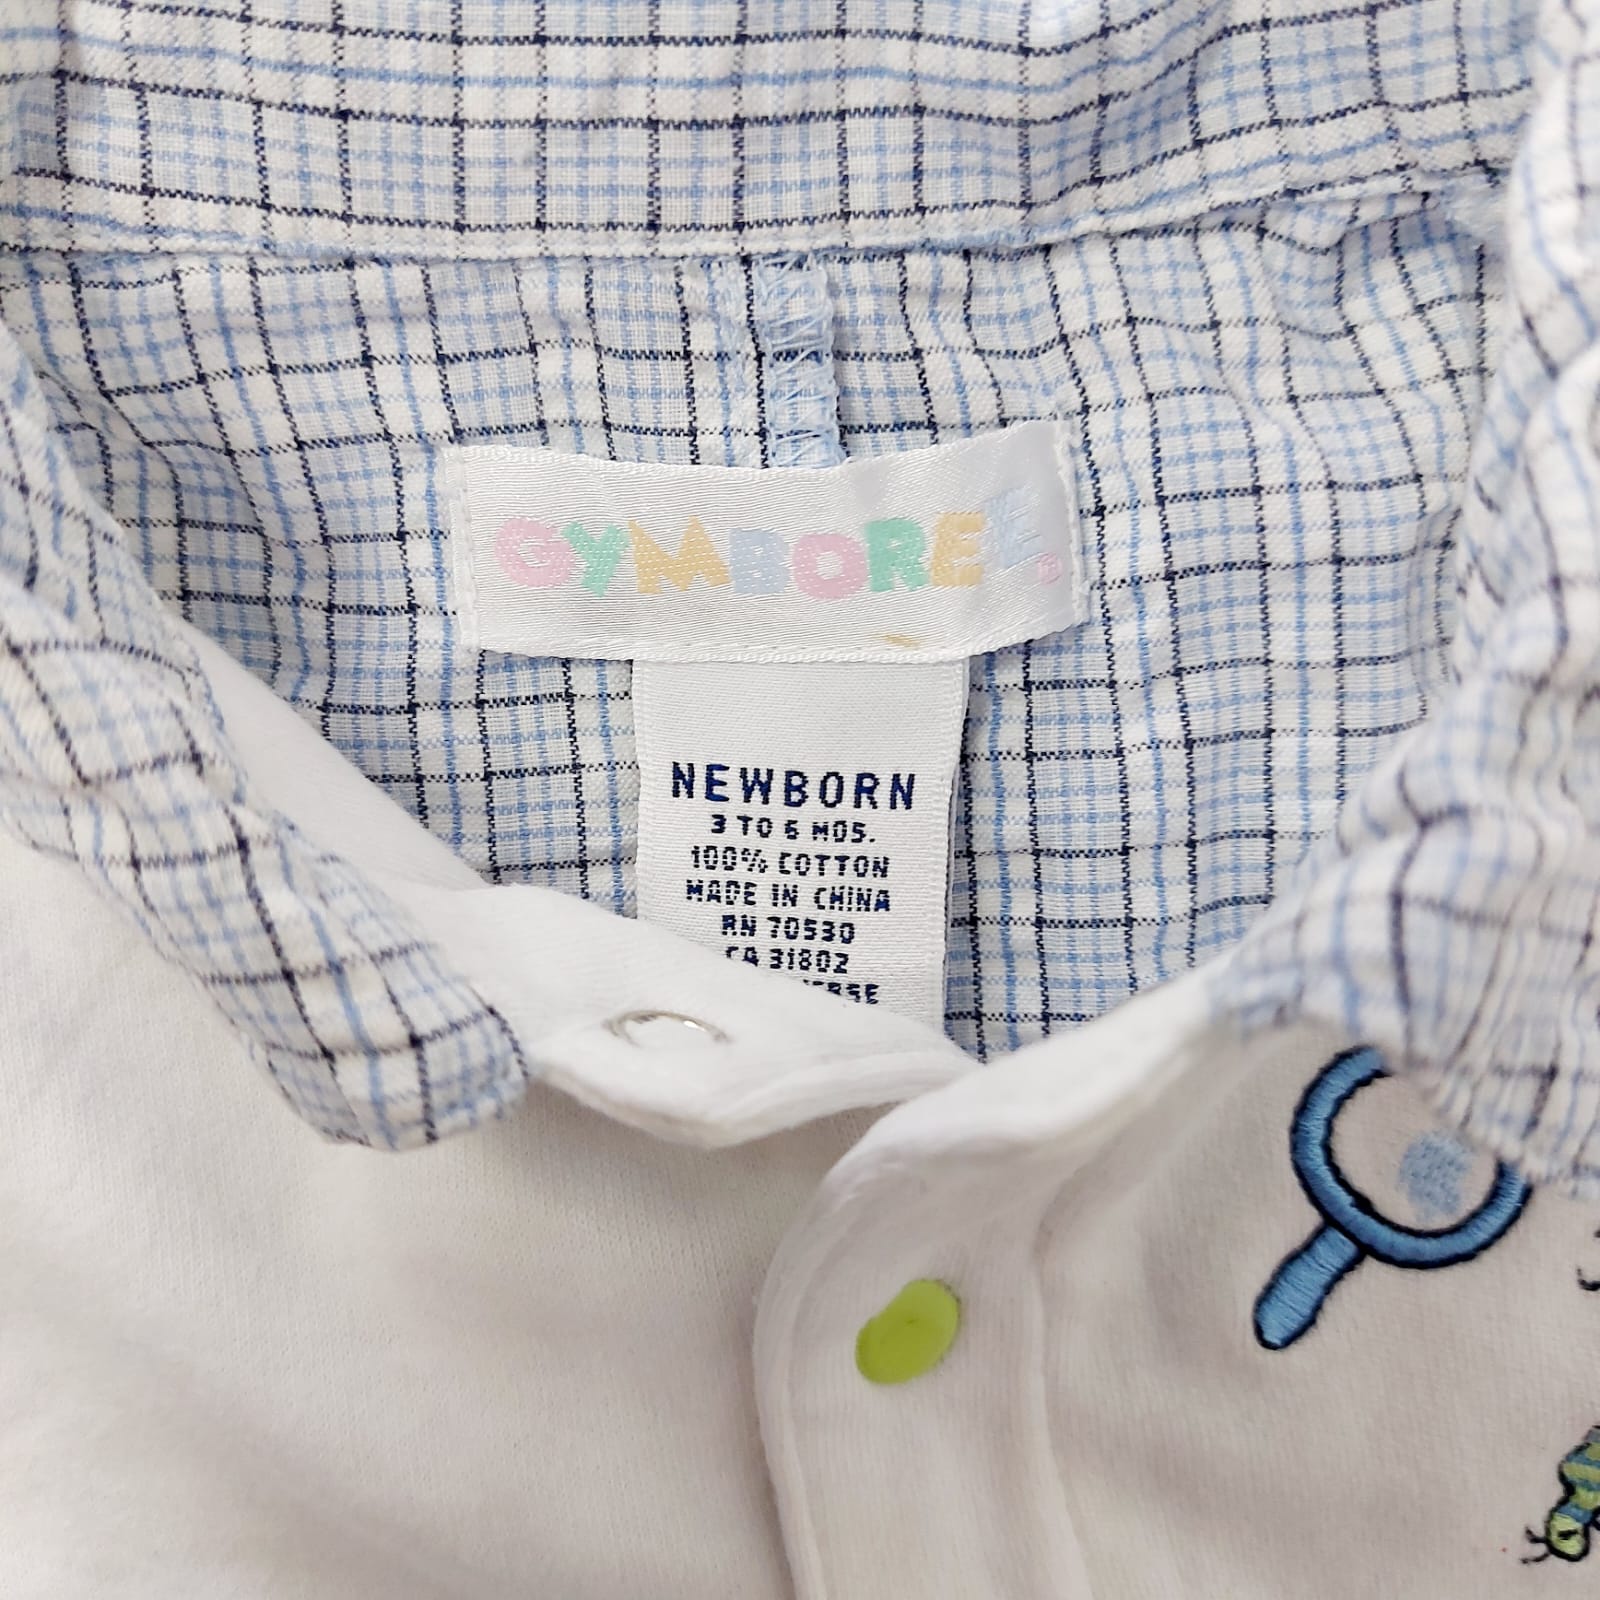 GYMBOREE®
NEWBORN
3 TO 6 MOS.
100% COTTON
MADE IN CHINA
RN 70530
CA 31802